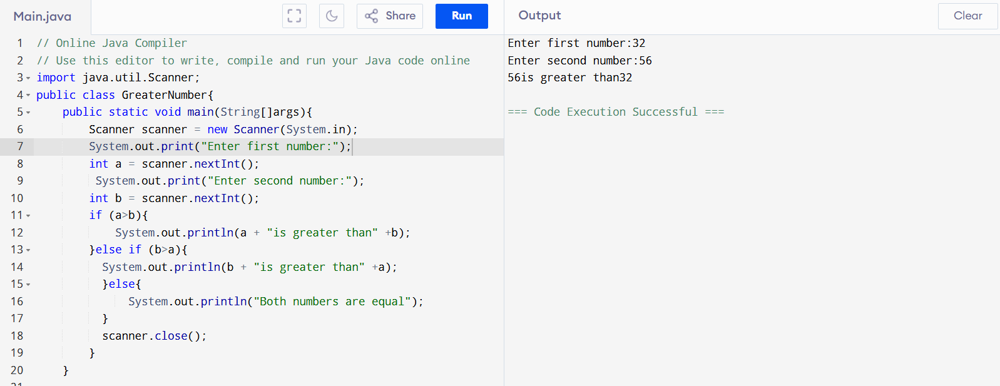 Main.java Share Run Output Clear
1 // Online Java Compiler
2 // Use this editor to write, compile and run your Java code online
3 import java.util.Scanner;
4 public class GreaterNumber{
5 public static void main(String[]args){
6 Scanner scanner = new Scanner(System.in);
7 System.out.print("Enter first number:");
8 int a = scanner.nextInt();
9 System.out.print("Enter second number:");
10 int b = scanner.nextInt();
11 if (a>b){
12 System.out.println(a + "is greater than" +b);
13 }else if (b>a){
14 System.out.println(b + "is greater than" +a);
15 }else{
16 System.out.println("Both numbers are equal");
17 }
18 scanner.close();
19 }
20 }
21
Enter first number:32
Enter second number:56
56is greater than32
=== Code Execution Successful ===